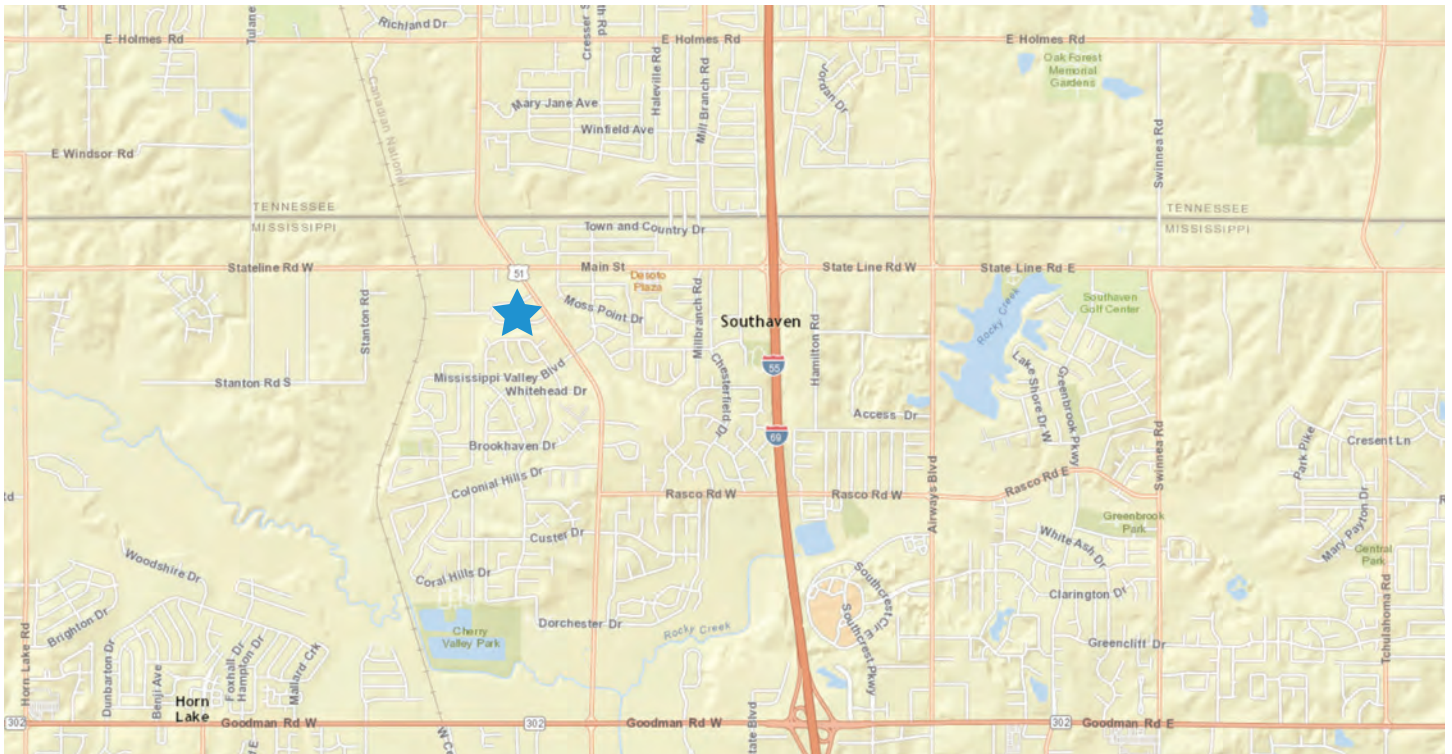 Richland Dr
Tulane
E Holmes Rd
E Holmes Rd
E Holmes Rd
Cresser
Haleville Rd
Mill Branch Rd
Jordan Dr
Oak Forest
Memorial
Gardens
Canadian National
Mary Jane Ave
Winfield Ave
E Windsor Rd
Swinnea Rd
TENNESSEE
MISSISSIPPI
TENNESSEE
MISSISSIPPI
Town and Country Dr
Stateline Rd W
51
Main St
State Line Rd W
State Line Rd E
Desoto
Plaza
Stanton Rd
Moss Point Dr
Millbranch Rd
Southaven
Hamilton Rd
Rocky Creek
Southaven
Golf Center
Stanton Rd S
Mississippi Valley Blvd
Whitehead Dr
Chesterfield Dr
55
Access Dr
Lake Shore Dr W
Greenbrook Pkwy
69
Brookhaven Dr
Colonial Hills Dr
Swinnea Rd
Park Pike
Cresent Ln
Rd
Rasco Rd W
Rasco Rd W
Rasco Rd E
Airways Blvd
Greenbrook
Park
Mary Payton Dr
Custer Dr
White Ash Dr
Central
Park
Woodshire Dr
Coral Hills Dr
Southcrest Cir E
Southcrest Pkwy
Clarington Dr
Brighton Dr
Cherry
Valley Park
Dorchester Dr
Rocky Creek
Greencliff Dr
Tchulahoma Rd
Horn Lake Rd
Dunbarton Dr
Benji Ave
Foxhall Dr
Hampton Dr
Mallard Crk
Horn
Lake
302
Goodman Rd W
302
Goodman Rd W
302
Goodman Rd E